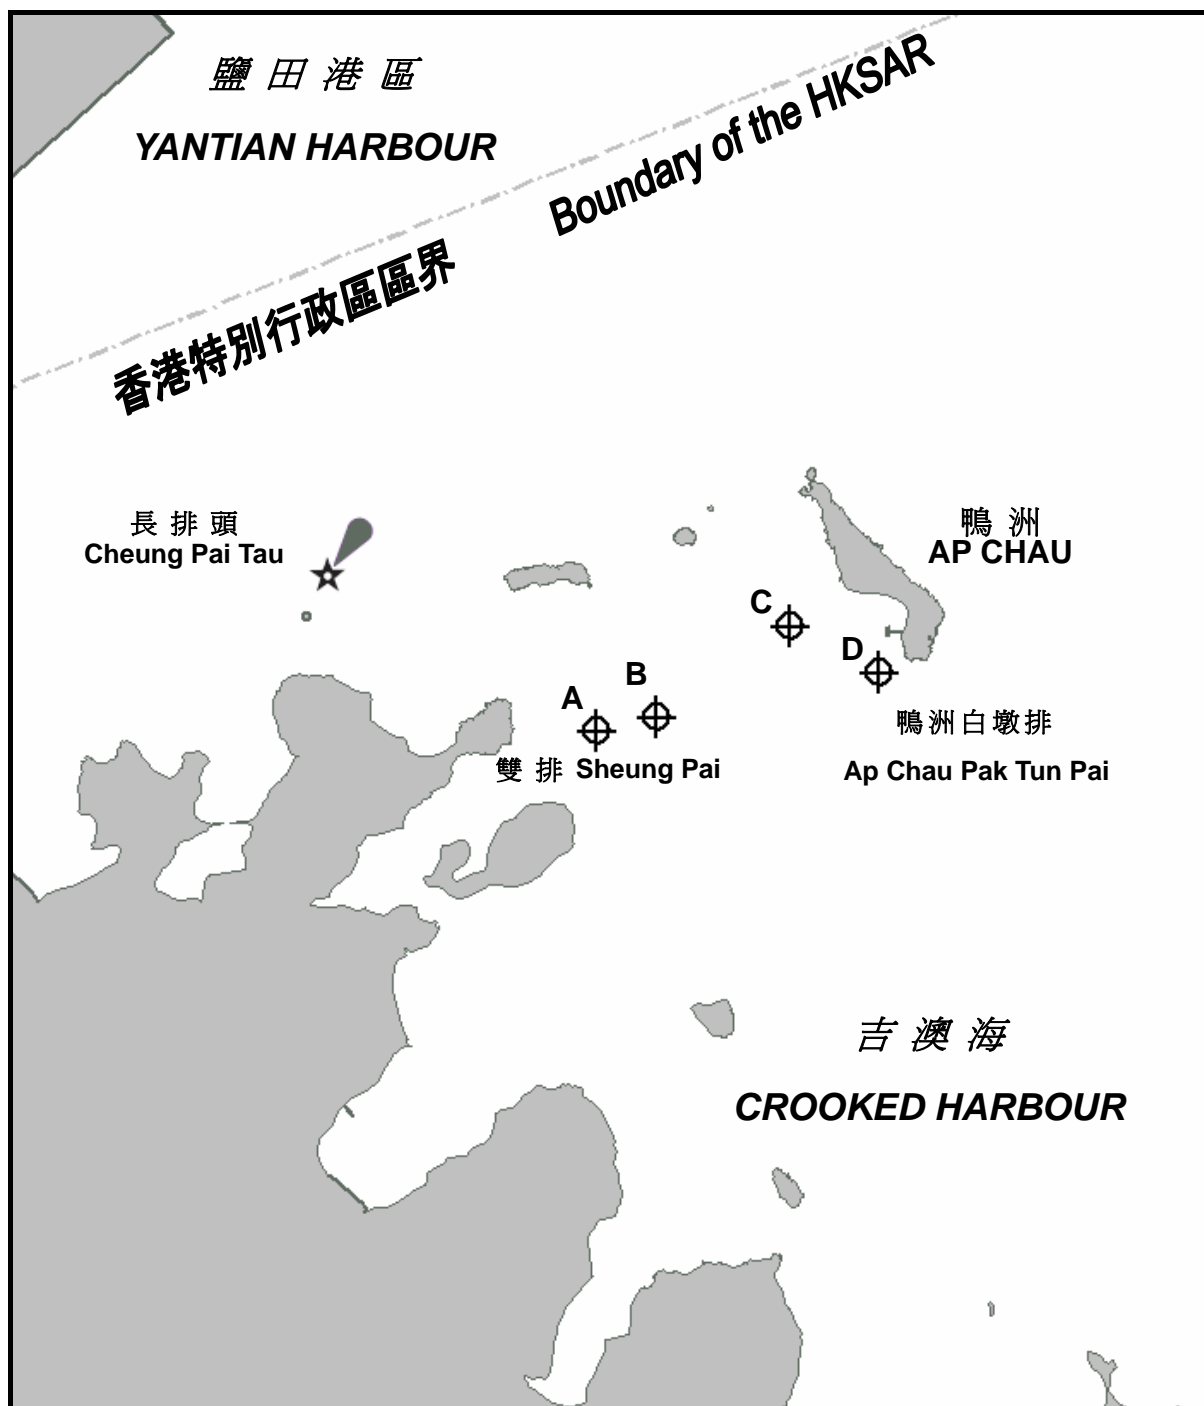 鹽田港區
YANTIAN HARBOUR
Boundary of the HKSAR
香港特別行政區區界
長排頭
Cheung Pai Tau
鴨洲
AP CHAU
C
D
B
A
鴨洲白墩排
雙排 Sheung Pai
Ap Chau Pak Tun Pai
吉澳海
CROOKED HARBOUR